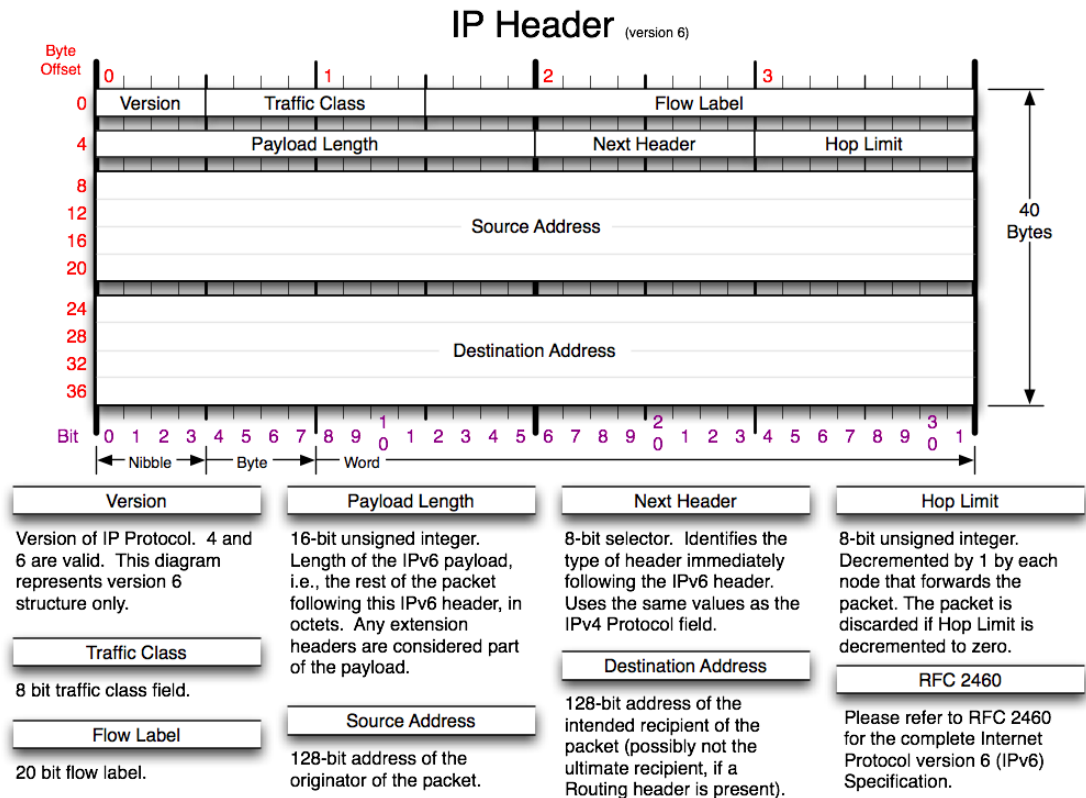 IP Header (version 6)
Byte
Offset
0 1 2 3
0 Version Traffic Class Flow Label
4 Payload Length Next Header Hop Limit
8
12
Source Address
16
20
24
28
Destination Address
32
36
40
Bytes
Bit 0 1 2 3 4 5 6 7 8 9 10 1 2 3 4 5 6 7 8 9 20 1 2 3 4 5 6 7 8 9 30 1
Nibble Byte Word
Version
Version of IP Protocol. 4 and
6 are valid. This diagram
represents version 6
structure only.
Traffic Class
8 bit traffic class field.
Flow Label
20 bit flow label.
Payload Length
16-bit unsigned integer.
Length of the IPv6 payload,
i.e., the rest of the packet
following this IPv6 header, in
octets. Any extension
headers are considered part
of the payload.
Source Address
128-bit address of the
originator of the packet.
Next Header
8-bit selector. Identifies the
type of header immediately
following the IPv6 header.
Uses the same values as the
IPv4 Protocol field.
Destination Address
128-bit address of the
intended recipient of the
packet (possibly not the
ultimate recipient, if a
Routing header is present).
Hop Limit
8-bit unsigned integer.
Decremented by 1 by each
node that forwards the
packet. The packet is
discarded if Hop Limit is
decremented to zero.
RFC 2460
Please refer to RFC 2460
for the complete Internet
Protocol version 6 (IPv6)
Specification.